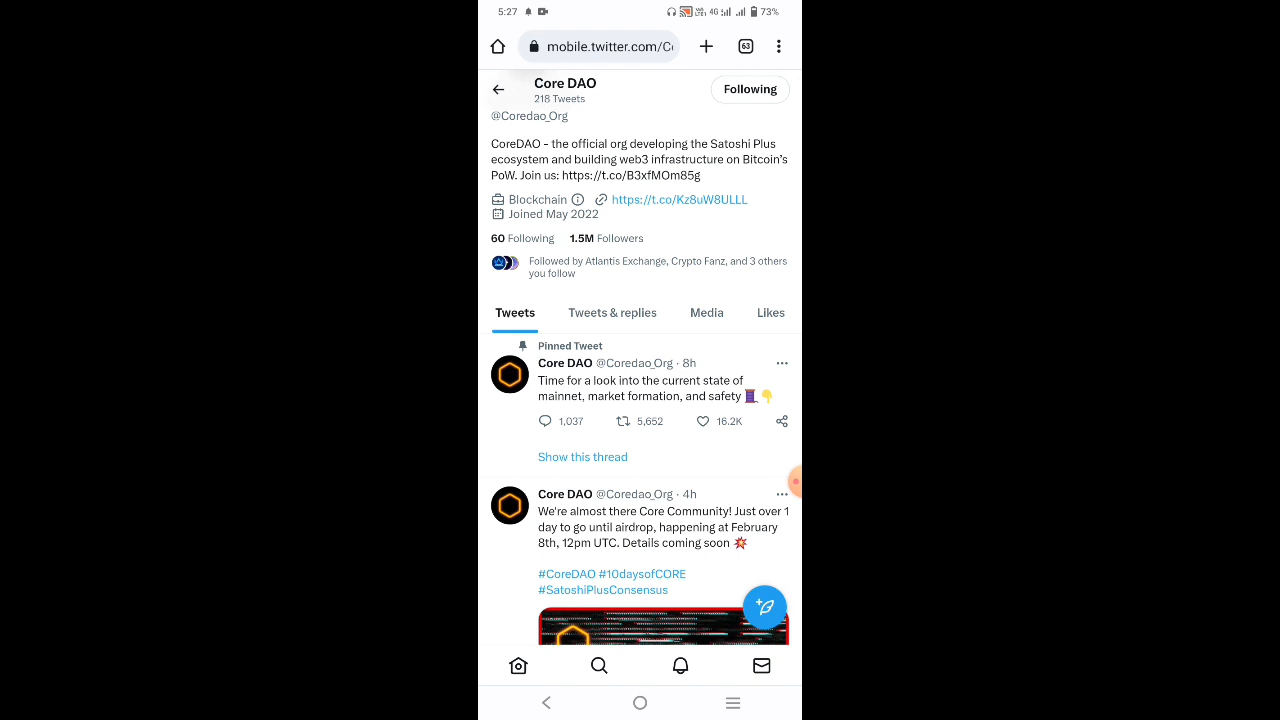 5:27 4G 73%
mobile.twitter.com/C 63
Core DAO
218 Tweets
Following
@Coredao_Org
CoreDAO - the official org developing the Satoshi Plus
ecosystem and building web3 infrastructure on Bitcoin's
PoW. Join us: https://t.co/B3xfMOm85g
Blockchain https://t.co/Kz8uW8ULLL
Joined May 2022
60 Following 1.5M Followers
Followed by Atlantis Exchange, Crypto Fanz, and 3 others
you follow
Tweets Tweets & replies Media Likes
Pinned Tweet
Core DAO @Coredao_Org · 8h
Time for a look into the current state of
mainnet, market formation, and safety 🧵👇
1,037 5,652 16.2K
Show this thread
Core DAO @Coredao_Org · 4h
We're almost there Core Community! Just over 1
day to go until airdrop, happening at February
8th, 12pm UTC. Details coming soon 💥
#CoreDAO #10daysofCORE
#SatoshiPlusConsensus